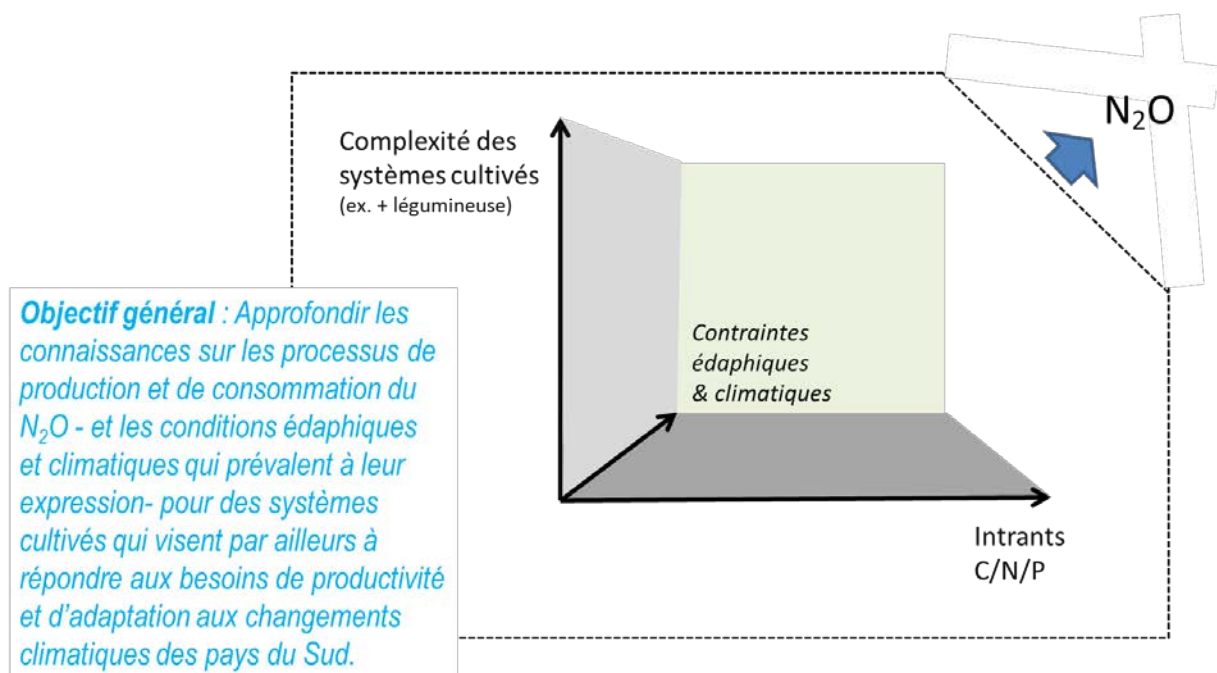 N₂O
Complexité des
systèmes cultivés
(ex. + légumineuse)
Contraintes
édaphiques
& climatiques
Intrants
C/N/P
Objectif général : Approfondir les
connaissances sur les processus de
production et de consommation du
N₂O - et les conditions édaphiques
et climatiques qui prévalent à leur
expression- pour des systèmes
cultivés qui visent par ailleurs à
répondre aux besoins de productivité
et d'adaptation aux changements
climatiques des pays du Sud.